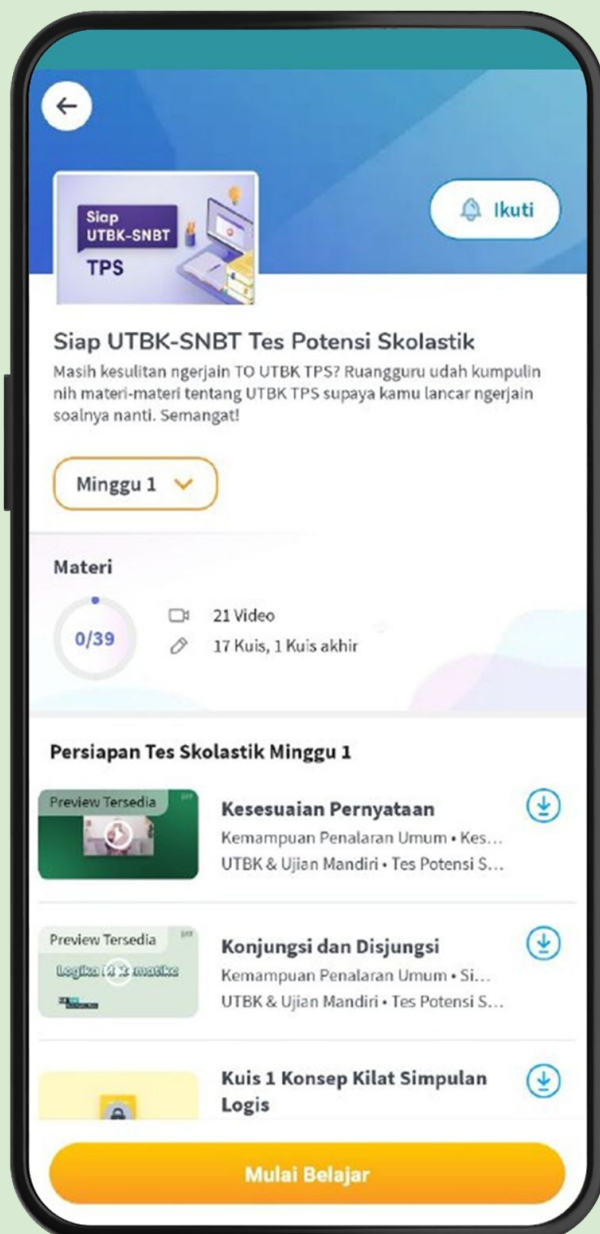 Siap
UTBK-SNBT
TPS
Ikuti
Siap UTBK-SNBT Tes Potensi Skolastik
Masih kesulitan ngerjain TO UTBK TPS? Ruangguru udah kumpulin
nih materi-materi tentang UTBK TPS supaya kamu lancar ngerjain
soalnya nanti. Semangat!
Minggu 1
Materi
0/39
21 Video
17 Kuis, 1 Kuis akhir
Persiapan Tes Skolastik Minggu 1
Preview Tersedia
Kesesuaian Pernyataan
Kemampuan Penalaran Umum • Kes...
UTBK & Ujian Mandiri • Tes Potensi S...
Preview Tersedia
Konjungsi dan Disjungsi
Kemampuan Penalaran Umum • Si...
UTBK & Ujian Mandiri • Tes Potensi S...
Kuis 1 Konsep Kilat Simpulan
Logis
Mulai Belajar